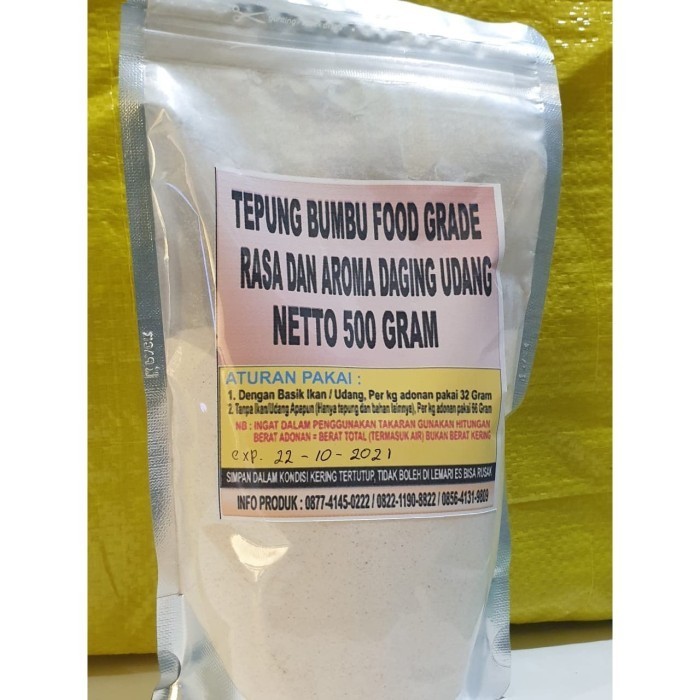 TEPUNG BUMBU FOOD GRADE
RASA DAN AROMA DAGING UDANG
NETTO 500 GRAM
ATURAN PAKAI :
1. Dengan Basik Ikan / Udang, Per kg adonan pakai 32 Gram
2. Tanpa Ikan/Udang Apapun (Hanya tepung dan bahan lainnya), Per kg adonan pakai 56 Gram
NB : INGAT DALAM PENGGUNAKAN TAKARAN GUNAKAN HITUNGAN
BERAT ADONAN = BERAT TOTAL (TERMASUK AIR) BUKAN BERAT KERING
exp. 22-10-2021
SIMPAN DALAM KONDISI KERING TERTUTUP, TIDAK BOLEH DI LEMARI ES BISA RUSAK
INFO PRODUK : 0877-4145-0222 / 0822-1190-8822 / 0856-4131-9809